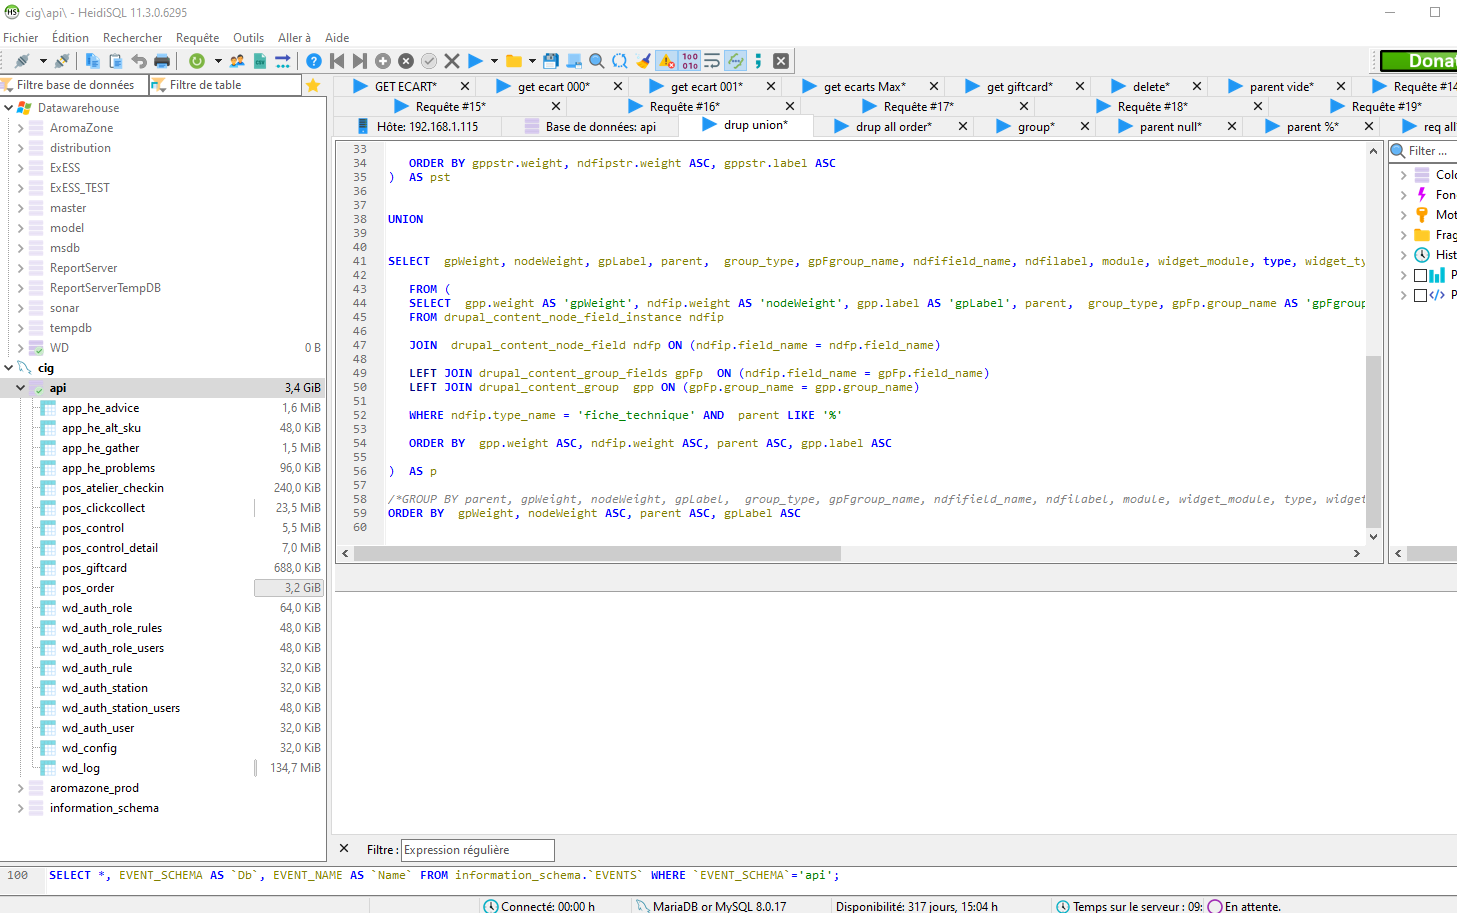 cig\api\ - HeidiSQL 11.3.0.6295
Fichier Édition Rechercher Requête Outils Aller à Aide
Donat
Filtre base de données Filtre de table
GET ECART* get ecart 000* get ecart 001* get ecarts Max* get giftcard* delete* parent vide* Requête #14
Requête #15* Requête #16* Requête #17* Requête #18* Requête #19*
Hôte: 192.168.1.115 Base de données: api drup union* drup all order* group* parent null* parent %* req all
Datawarehouse
AromaZone
distribution
ExESS
ExESS_TEST
master
model
msdb
ReportServer
ReportServerTempDB
sonar
tempdb
WD 0 B
cig
api 3,4 GiB
app_he_advice 1,6 MiB
app_he_alt_sku 48,0 KiB
app_he_gather 1,5 MiB
app_he_problems 96,0 KiB
pos_atelier_checkin 240,0 KiB
pos_clickcollect 23,5 MiB
pos_control 5,5 MiB
pos_control_detail 7,0 MiB
pos_giftcard 688,0 KiB
pos_order 3,2 GiB
wd_auth_role 64,0 KiB
wd_auth_role_rules 48,0 KiB
wd_auth_role_users 48,0 KiB
wd_auth_rule 32,0 KiB
wd_auth_station 32,0 KiB
wd_auth_station_users 48,0 KiB
wd_auth_user 32,0 KiB
wd_config 32,0 KiB
wd_log 134,7 MiB
aromazone_prod
information_schema
33
34 ORDER BY gppstr.weight, ndfipstr.weight ASC, gppstr.label ASC
35 ) AS pst
36
37
38 UNION
39
40
41 SELECT gpWeight, nodeWeight, gpLabel, parent, group_type, gpFgroup_name, ndfifield_name, ndfilabel, module, widget_module, type, widget_ty
42
43 FROM (
44 SELECT gpp.weight AS 'gpWeight', ndfip.weight AS 'nodeWeight', gpp.label AS 'gpLabel', parent, group_type, gpFp.group_name AS 'gpFgroup
45 FROM drupal_content_node_field_instance ndfip
46
47 JOIN drupal_content_node_field ndfp ON (ndfip.field_name = ndfp.field_name)
48
49 LEFT JOIN drupal_content_group_fields gpFp ON (ndfip.field_name = gpFp.field_name)
50 LEFT JOIN drupal_content_group gpp ON (gpFp.group_name = gpp.group_name)
51
52 WHERE ndfip.type_name = 'fiche_technique' AND parent LIKE '%'
53
54 ORDER BY gpp.weight ASC, ndfip.weight ASC, parent ASC, gpp.label ASC
55
56 ) AS p
57
58 /*GROUP BY parent, gpWeight, nodeWeight, gpLabel, group_type, gpFgroup_name, ndfifield_name, ndfilabel, module, widget_module, type, widget
59 ORDER BY gpWeight, nodeWeight ASC, parent ASC, gpLabel ASC
60
Filter ...
Colo
Fon
Mot
Frag
Hist
P
P
Filtre : Expression régulière
100 SELECT *, EVENT_SCHEMA AS `Db`, EVENT_NAME AS `Name` FROM information_schema.`EVENTS` WHERE `EVENT_SCHEMA`='api';
Connecté: 00:00 h MariaDB or MySQL 8.0.17 Disponibilité: 317 jours, 15:04 h Temps sur le serveur : 09: En attente.